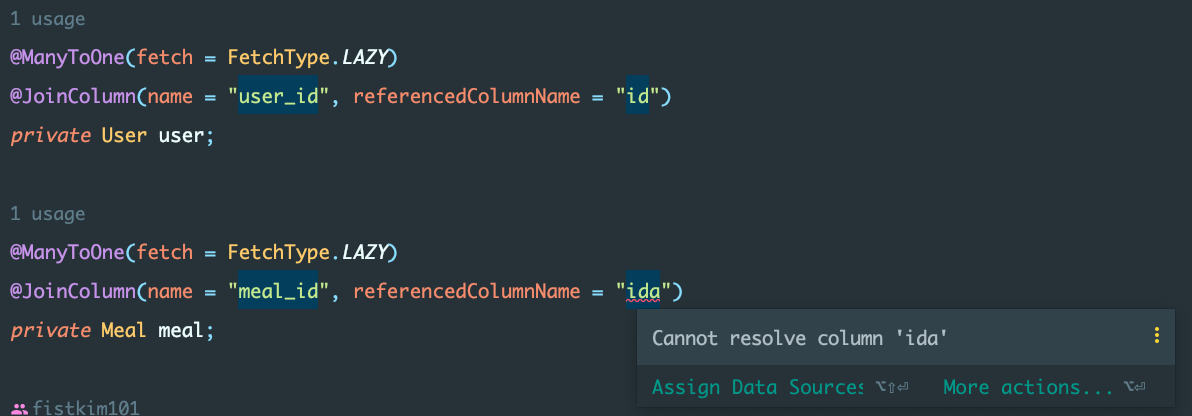 1 usage
@ManyToOne(fetch = FetchType.LAZY)
@JoinColumn(name = "user_id", referencedColumnName = "id")
private User user;
1 usage
@ManyToOne(fetch = FetchType.LAZY)
@JoinColumn(name = "meal_id", referencedColumnName = "ida")
private Meal meal;
Cannot resolve column 'ida'
Assign Data Sources ⌥⇧⏎ More actions... ⌥⏎
fistkim101